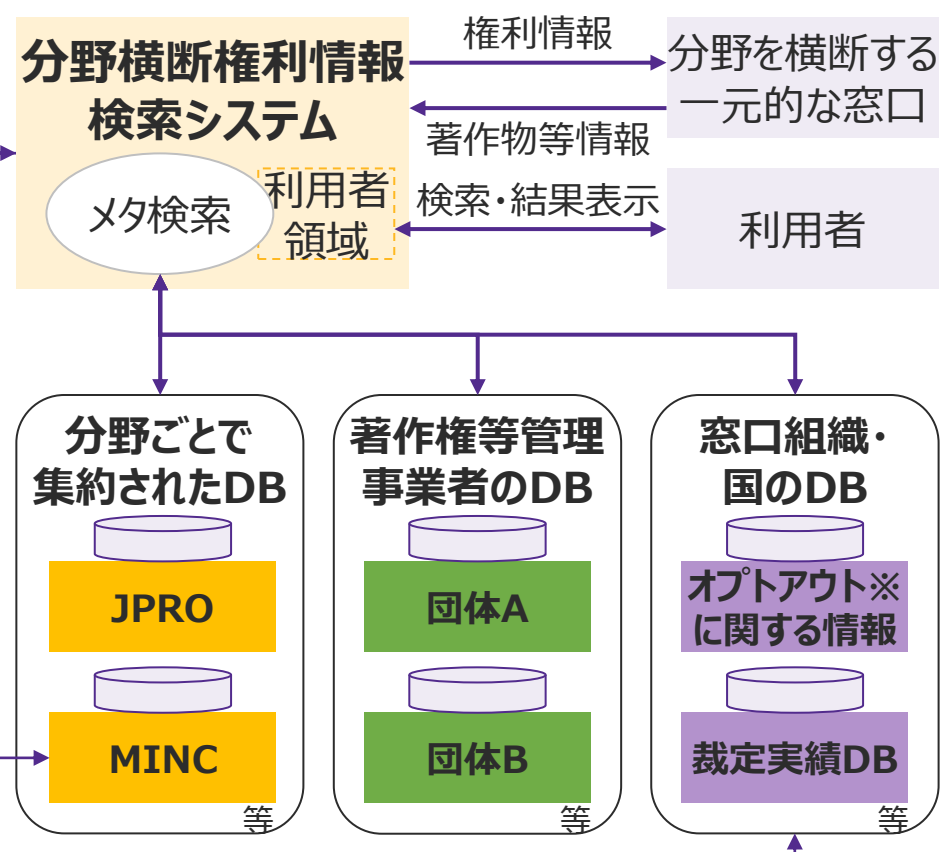 分野横断権利情報
検索システム
メタ検索
利用者
領域
権利情報
著作物等情報
検索・結果表示
分野を横断する
一元的な窓口
利用者
分野ごとで
集約されたDB
JPRO
MINC
等
著作権等管理
事業者のDB
団体A
団体B
等
窓口組織・
国のDB
オプトアウト※
に関する情報
裁定実績DB
等